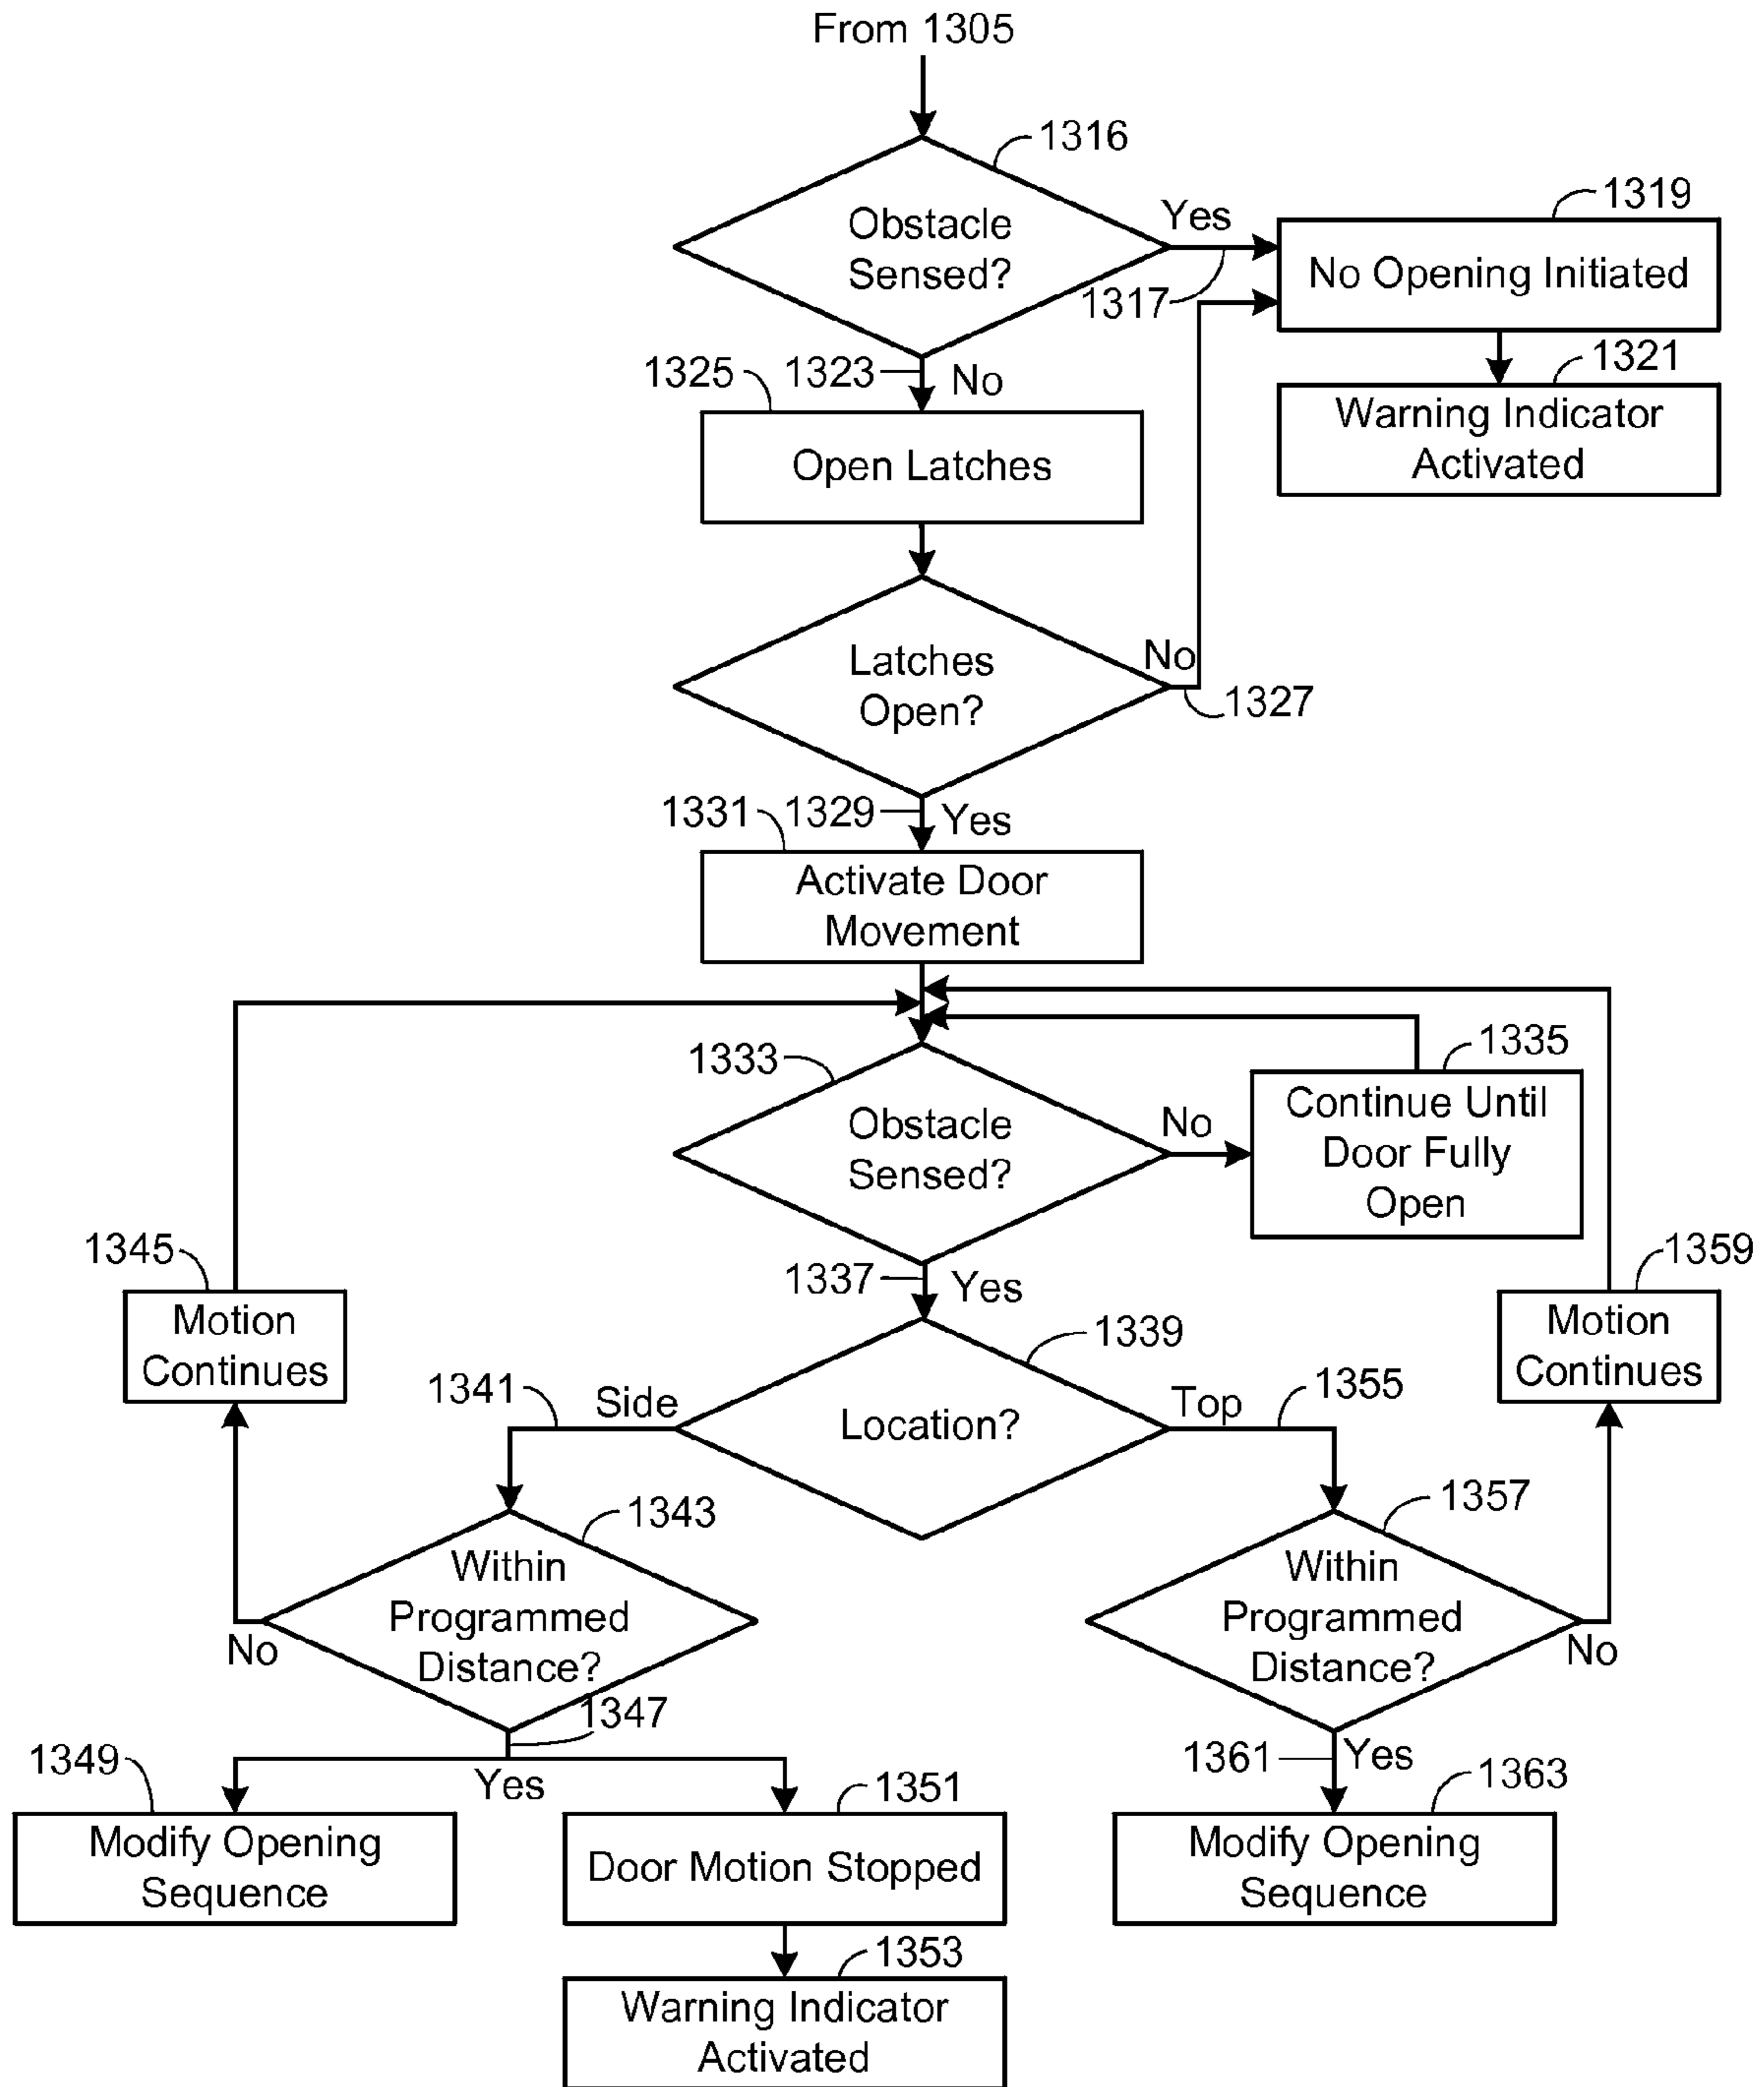 From 1305
1316
Obstacle
Sensed?
Yes
1317
1319
No Opening Initiated
1321
Warning Indicator
Activated
1323
No
1325
Open Latches
Latches
Open?
No
1327
1329
Yes
1331
Activate Door
Movement
1333
Obstacle
Sensed?
No
1335
Continue Until
Door Fully
Open
1337
Yes
1345
Motion
Continues
1359
Motion
Continues
1339
Location?
1341
Side
Top
1355
1343
Within
Programmed
Distance?
No
1347
Yes
1357
Within
Programmed
Distance?
No
1361
Yes
1349
Modify Opening
Sequence
1351
Door Motion Stopped
1363
Modify Opening
Sequence
1353
Warning Indicator
Activated